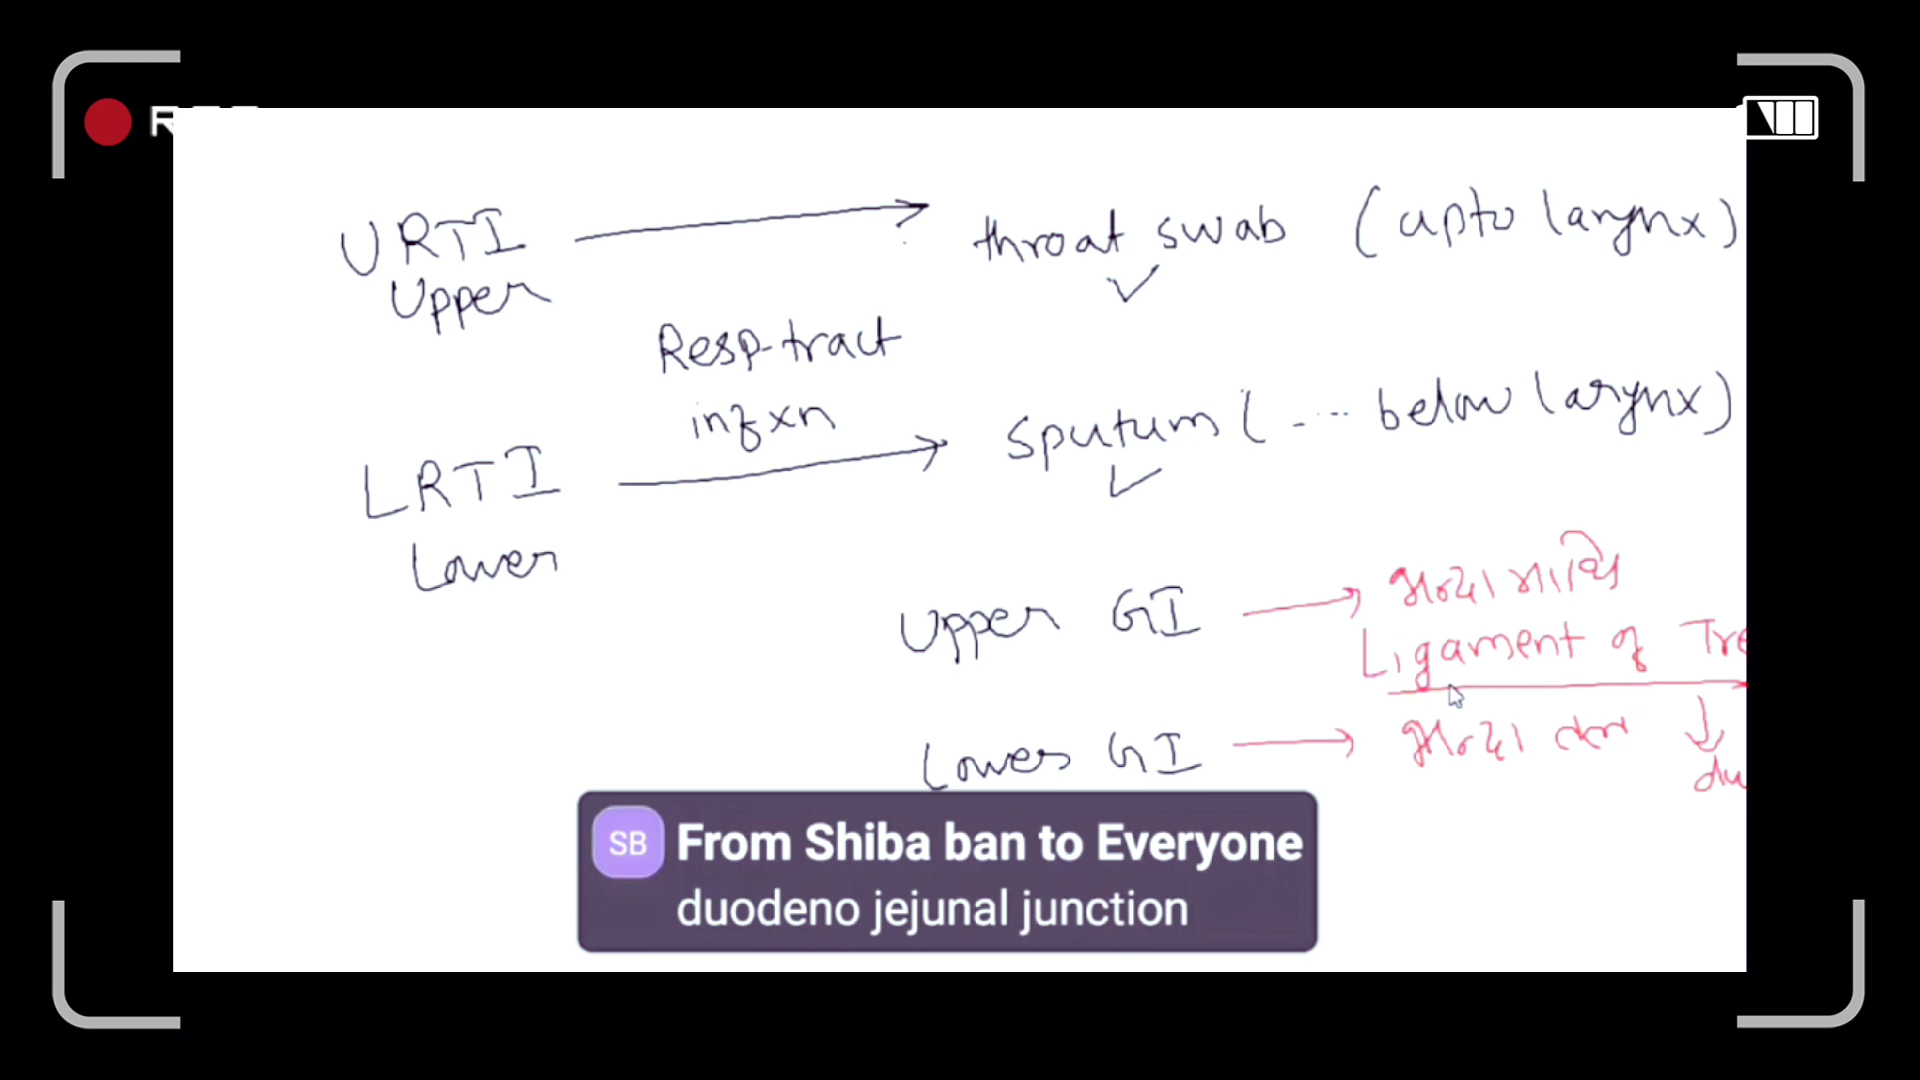 URTI → throat swab (upto larynx)
Upper
Resp. tract
infxn
LRTI → sputum (.... below larynx)
Lower
Upper GI →
Ligament of Tre
Lower GI →
du
SB From Shiba ban to Everyone
duodeno jejunal junction